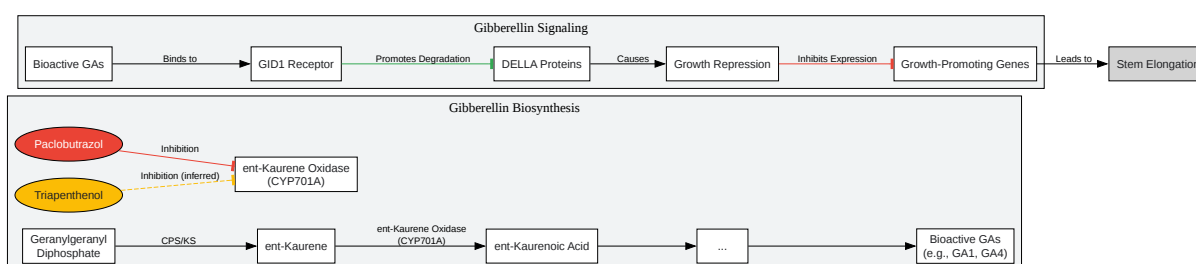 Gibberellin Signaling
Bioactive GAs
Binds to
GID1 Receptor
Promotes Degradation
DELLA Proteins
Causes
Growth Repression
Inhibits Expression
Growth-Promoting Genes
Leads to
Stem Elongation
Gibberellin Biosynthesis
Paclobutrazol
Inhibition
Triapenthenol
Inhibition (inferred)
ent-Kaurene Oxidase
(CYP701A)
Geranylgeranyl
Diphosphate
CPS/KS
ent-Kaurene
ent-Kaurene Oxidase
(CYP701A)
ent-Kaurenoic Acid
...
Bioactive GAs
(e.g., GA1, GA4)